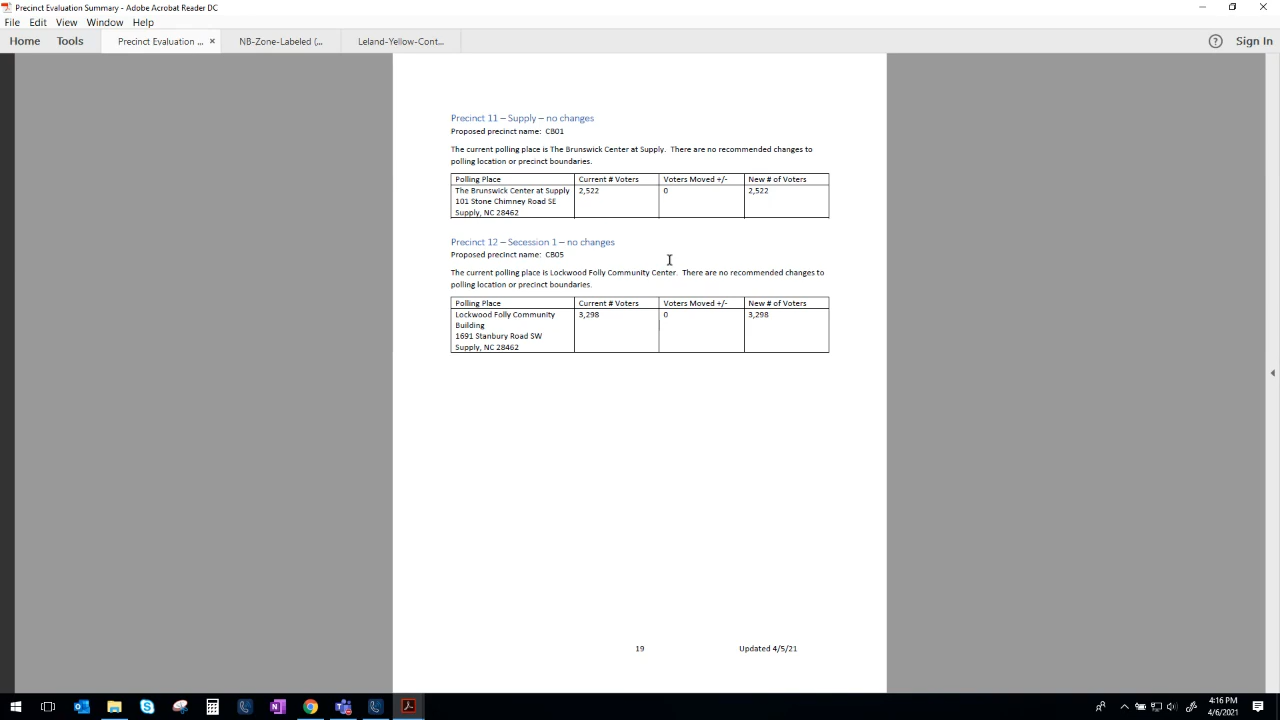 Precinct Evaluation Summary - Adobe Acrobat Reader DC
File Edit View Window Help
Home Tools Precinct Evaluation ... × NB-Zone-Labeled (... Leland-Yellow-Cont... ? Sign In
Precinct 11 – Supply – no changes
Proposed precinct name: CB01
The current polling place is The Brunswick Center at Supply. There are no recommended changes to
polling location or precinct boundaries.
Polling Place Current # Voters Voters Moved +/- New # of Voters
The Brunswick Center at Supply 2,522 0 2,522
101 Stone Chimney Road SE
Supply, NC 28462
Precinct 12 – Secession 1 – no changes
Proposed precinct name: CB05
The current polling place is Lockwood Folly Community Center. There are no recommended changes to
polling location or precinct boundaries.
Polling Place Current # Voters Voters Moved +/- New # of Voters
Lockwood Folly Community 3,298 0 3,298
Building
1691 Stanbury Road SW
Supply, NC 28462
19 Updated 4/5/21
4:16 PM
4/6/2021